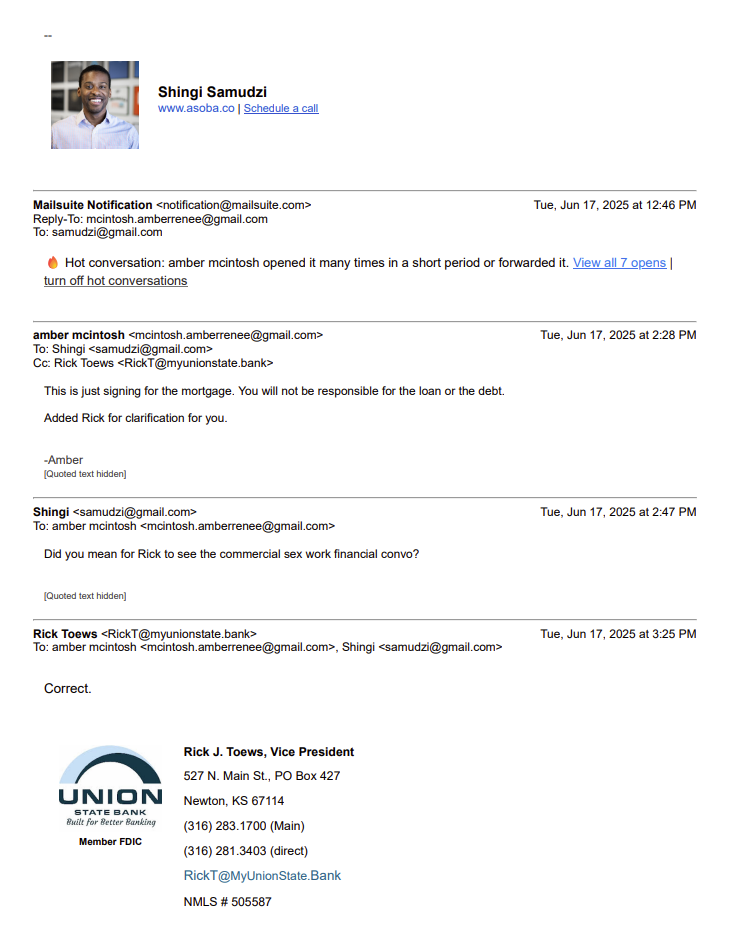 --
Shingi Samudzi
www.asoba.co | Schedule a call
Mailsuite Notification <notification@mailsuite.com> Tue, Jun 17, 2025 at 12:46 PM
Reply-To: mcintosh.amberrenee@gmail.com
To: samudzi@gmail.com
🔥 Hot conversation: amber mcintosh opened it many times in a short period or forwarded it. View all 7 opens |
turn off hot conversations
amber mcintosh <mcintosh.amberrenee@gmail.com> Tue, Jun 17, 2025 at 2:28 PM
To: Shingi <samudzi@gmail.com>
Cc: Rick Toews <RickT@myunionstate.bank>
This is just signing for the mortgage. You will not be responsible for the loan or the debt.
Added Rick for clarification for you.
-Amber
[Quoted text hidden]
Shingi <samudzi@gmail.com> Tue, Jun 17, 2025 at 2:47 PM
To: amber mcintosh <mcintosh.amberrenee@gmail.com>
Did you mean for Rick to see the commercial sex work financial convo?
[Quoted text hidden]
Rick Toews <RickT@myunionstate.bank> Tue, Jun 17, 2025 at 3:25 PM
To: amber mcintosh <mcintosh.amberrenee@gmail.com>, Shingi <samudzi@gmail.com>
Correct.
UNION
STATE BANK
Built for Better Banking
Member FDIC
Rick J. Toews, Vice President
527 N. Main St., PO Box 427
Newton, KS 67114
(316) 283.1700 (Main)
(316) 281.3403 (direct)
RickT@MyUnionState.Bank
NMLS # 505587